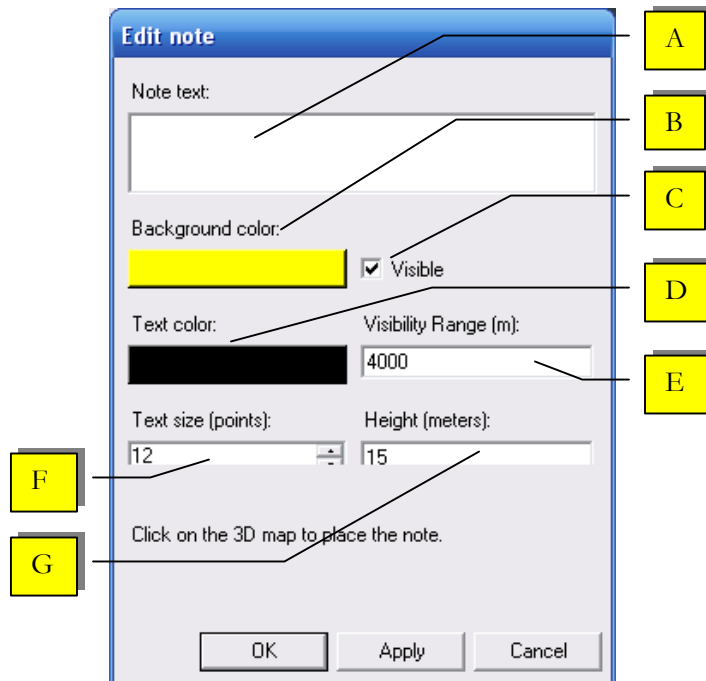 Edit note
A
Note text:
B
C
Background color:
Visible
D
Text color:
Visibility Range (m):
4000
E
Text size (points):
Height (meters):
12
15
F
Click on the 3D map to place the note.
G
OK
Apply
Cancel